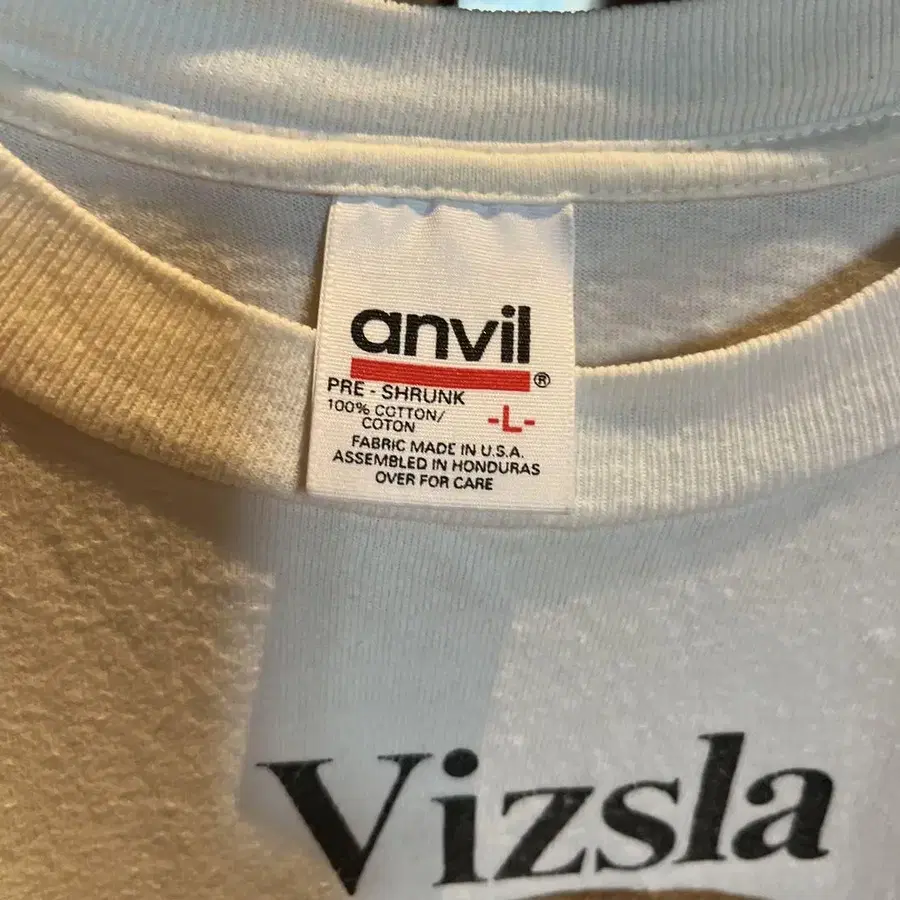 anvil
®
PRE - SHRUNK
100% COTTON/
COTON
-L-
FABRIC MADE IN U.S.A.
ASSEMBLED IN HONDURAS
OVER FOR CARE
Vizsla